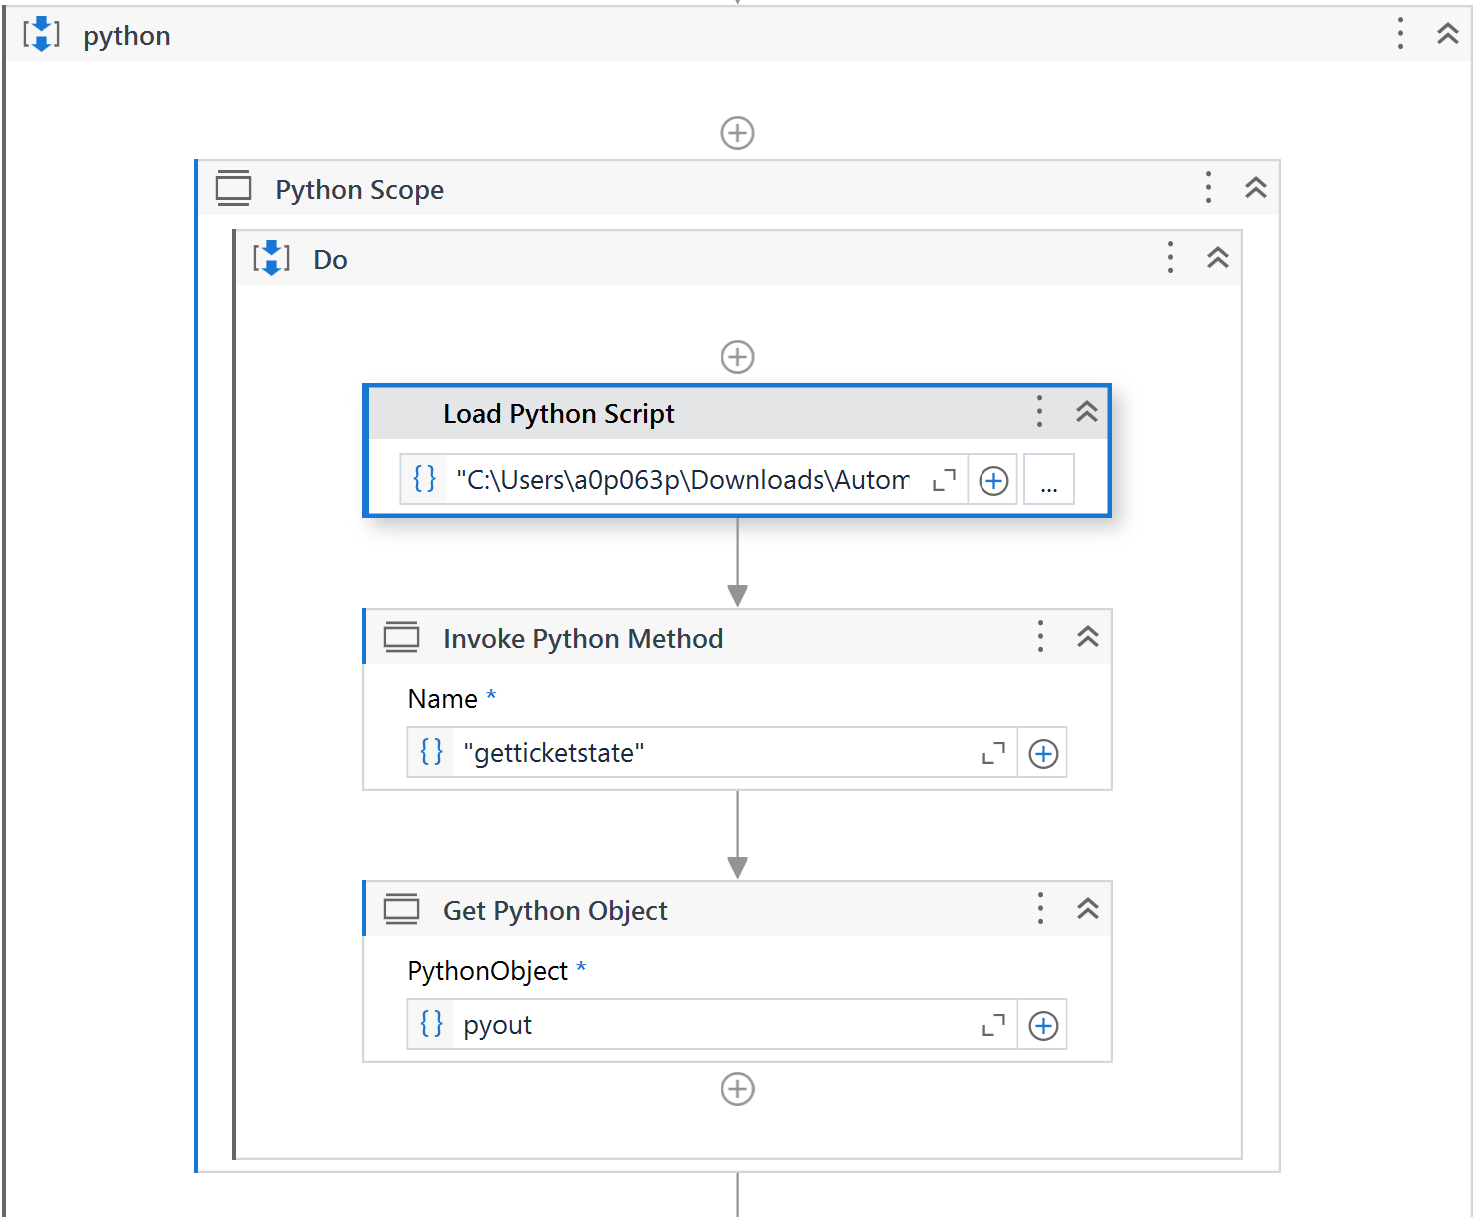 python
Python Scope
Do
Load Python Script
{} "C:\Users\a0p063p\Downloads\Autom
...
Invoke Python Method
Name *
{} "getticketstate"
Get Python Object
PythonObject *
{} pyout